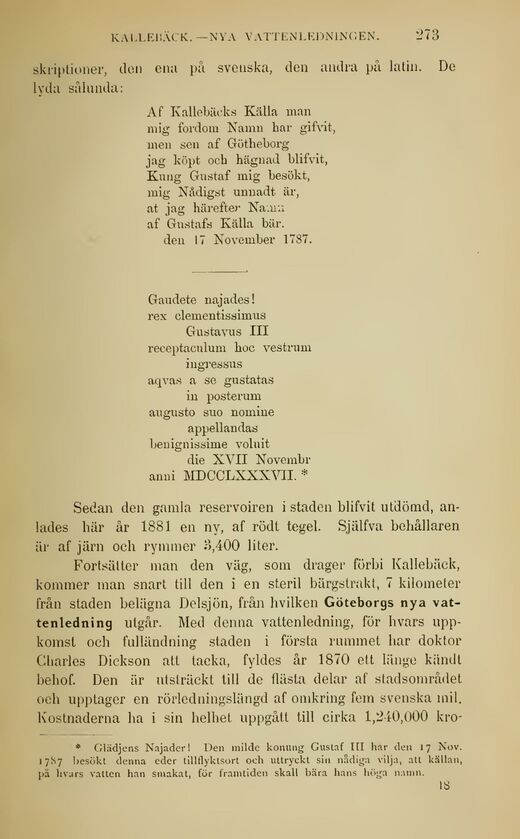 KALLEBÄCK.—NYA VATTENLEDNINGEN. 273
skriptioner, den ena på svenska, den andra på latin. De
lyda sålunda:
Af Kallebäcks Källa man
mig fordom Namn har gifvit,
men sen af Götheborg
jag köpt och hägnad blifvit,
Kung Gustaf mig besökt,
mig Nådigst unnadt är,
at jag härefter Namn
af Gustafs Källa bär.
den 17 November 1787.
Gaudete najades!
rex clementissimus
Gustavus III
receptaculum hoc vestrum
ingressus
aqvas a se gustatas
in posterum
augusto suo nomine
appellandas
benignissime voluit
die XVII Novembr
anni MDCCLXXXVII. *
Sedan den gamla reservoiren i staden blifvit utdömd, an-
lades här år 1881 en ny, af rödt tegel. Själfva behållaren
är af järn och rymmer 3,400 liter.
Fortsätter man den väg, som drager förbi Kallebäck,
kommer man snart till den i en steril bärgstrakt, 7 kilometer
från staden belägna Delsjön, från hvilken Göteborgs nya vat-
tenledning utgår. Med denna vattenledning, för hvars upp-
komst och fulländning staden i första rummet har doktor
Charles Dickson att tacka, fyldes år 1870 ett länge kändt
behof. Den är utsträckt till de flästa delar af stadsområdet
och upptager en rörledningslängd af omkring fem svenska mil.
Kostnaderna ha i sin helhet uppgått till cirka 1,240,000 kro-
* Glädjens Najader! Den milde konung Gustaf III har den 17 Nov.
1787 besökt denna eder tillflyktsort och uttryckt sin nådiga vilja, att källan,
på hvars vatten han smakat, för framtiden skall bära hans höga namn.
18